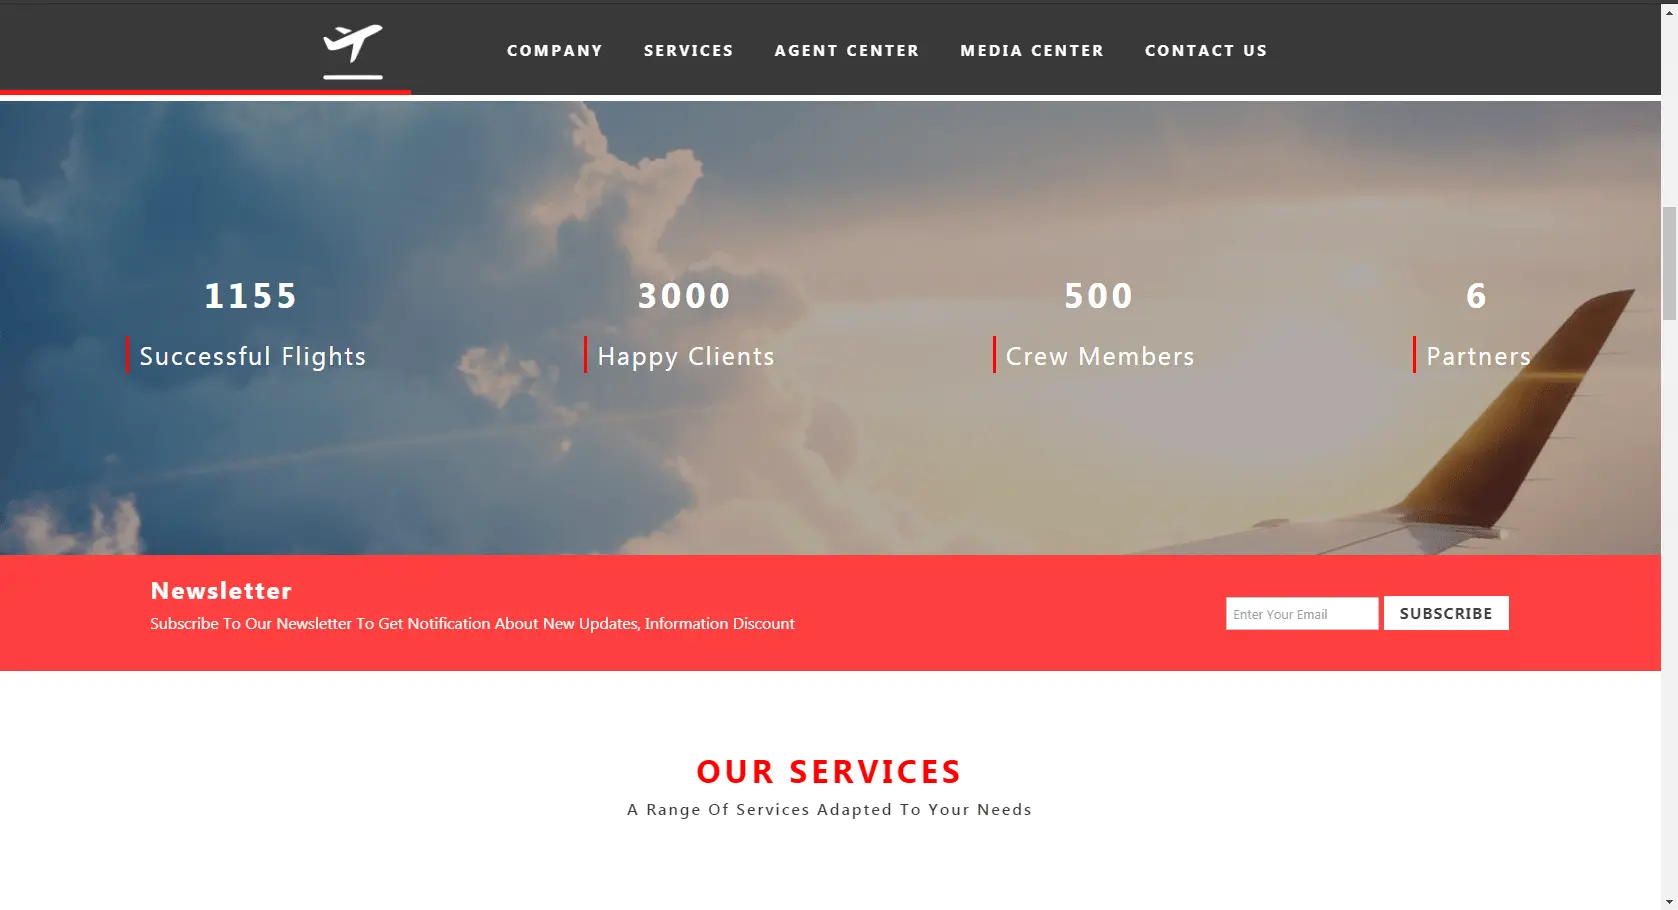 COMPANY SERVICES AGENT CENTER MEDIA CENTER CONTACT US
1155 3000 500 6
Successful Flights Happy Clients Crew Members Partners
Newsletter
Subscribe To Our Newsletter To Get Notification About New Updates, Information Discount
Enter Your Email SUBSCRIBE
OUR SERVICES
A Range Of Services Adapted To Your Needs